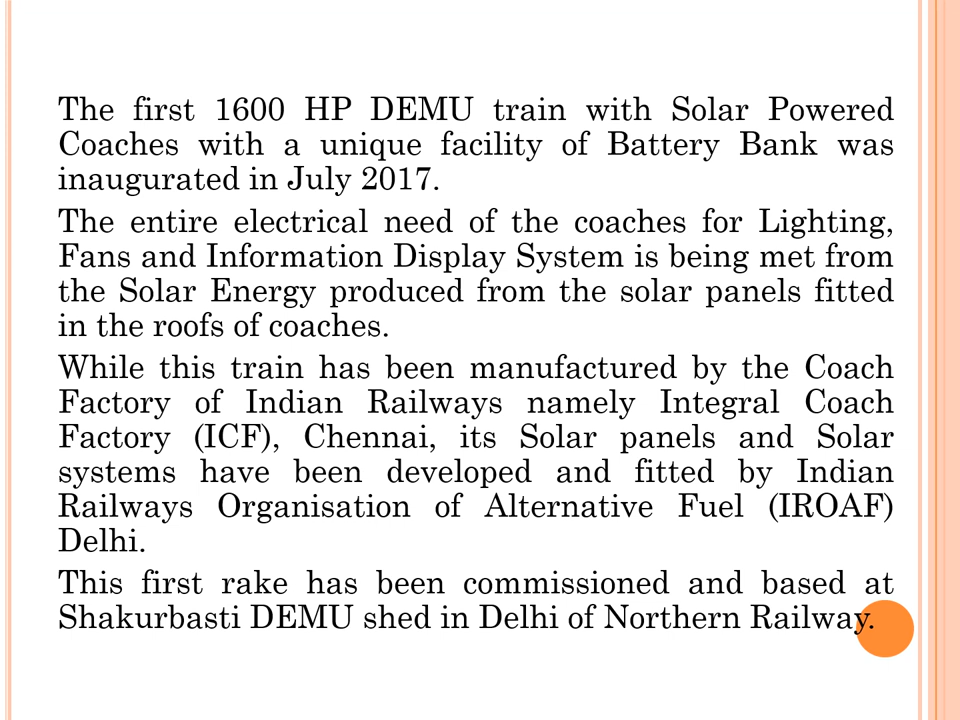 The first 1600 HP DEMU train with Solar Powered
Coaches with a unique facility of Battery Bank was
inaugurated in July 2017.
The entire electrical need of the coaches for Lighting,
Fans and Information Display System is being met from
the Solar Energy produced from the solar panels fitted
in the roofs of coaches.
While this train has been manufactured by the Coach
Factory of Indian Railways namely Integral Coach
Factory (ICF), Chennai, its Solar panels and Solar
systems have been developed and fitted by Indian
Railways Organisation of Alternative Fuel (IROAF)
Delhi.
This first rake has been commissioned and based at
Shakurbasti DEMU shed in Delhi of Northern Railway.